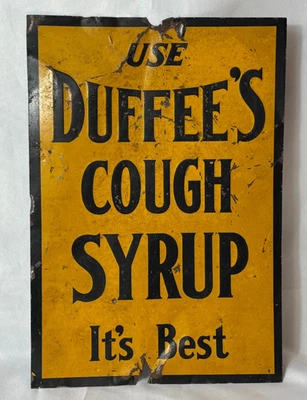 USE
DUFFEE'S
COUGH
SYRUP
It's Best